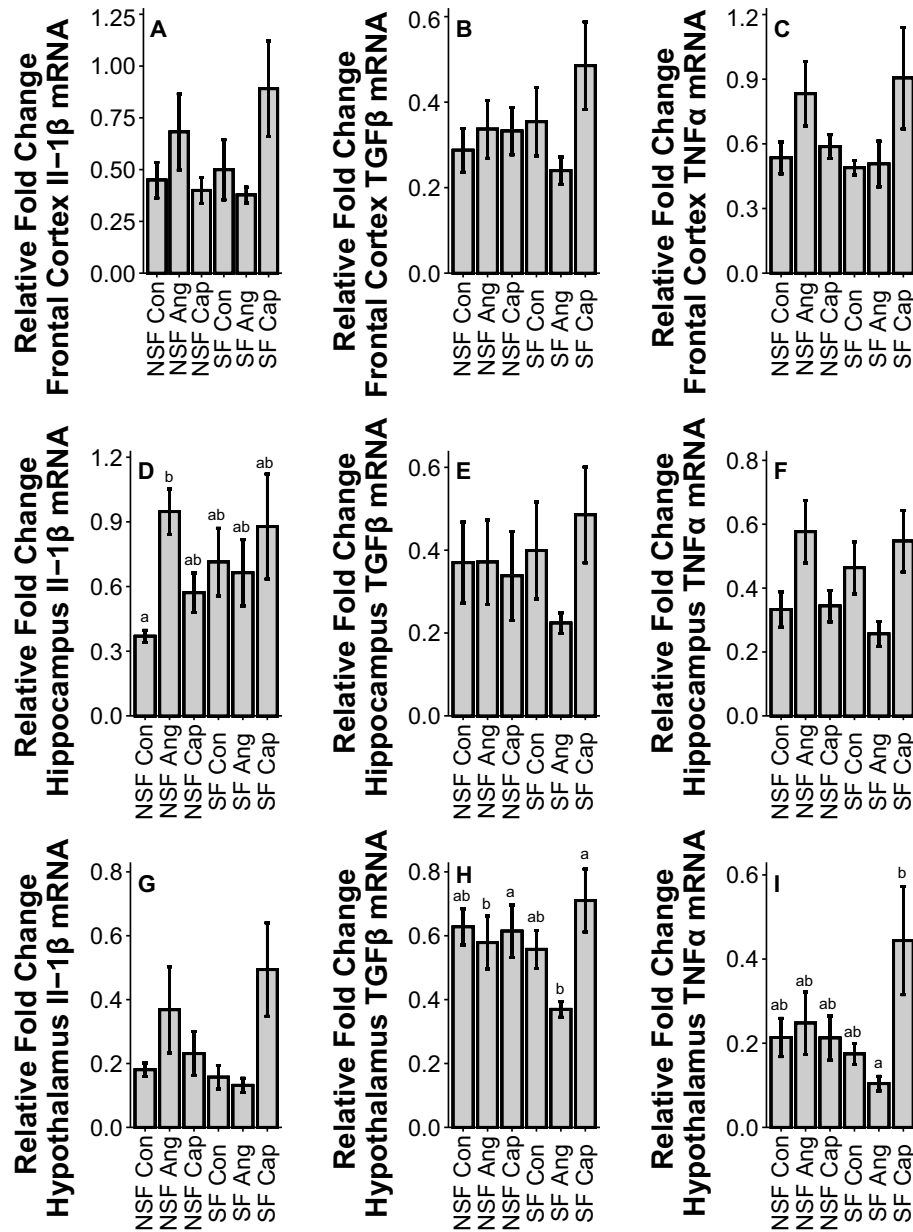 Relative Fold Change
Frontal Cortex Il−1β mRNA
A
1.25
1.00
0.75
0.50
0.25
0.00
NSF Con
NSF Ang
NSF Cap
SF Con
SF Ang
SF Cap
Relative Fold Change
Frontal Cortex TGFβ mRNA
B
0.6
0.4
0.2
0.0
NSF Con
NSF Ang
NSF Cap
SF Con
SF Ang
SF Cap
Relative Fold Change
Frontal Cortex TNFα mRNA
C
1.2
0.9
0.6
0.3
0.0
NSF Con
NSF Ang
NSF Cap
SF Con
SF Ang
SF Cap
Relative Fold Change
Hippocampus Il−1β mRNA
D
1.2
0.9
0.6
0.3
0.0
a
b
ab
ab
ab
ab
NSF Con
NSF Ang
NSF Cap
SF Con
SF Ang
SF Cap
Relative Fold Change
Hippocampus TGFβ mRNA
E
0.6
0.4
0.2
0.0
NSF Con
NSF Ang
NSF Cap
SF Con
SF Ang
SF Cap
Relative Fold Change
Hippocampus TNFα mRNA
F
0.8
0.6
0.4
0.2
0.0
NSF Con
NSF Ang
NSF Cap
SF Con
SF Ang
SF Cap
Relative Fold Change
Hypothalamus Il−1β mRNA
G
0.8
0.6
0.4
0.2
0.0
NSF Con
NSF Ang
NSF Cap
SF Con
SF Ang
SF Cap
Relative Fold Change
Hypothalamus TGFβ mRNA
H
0.8
0.6
0.4
0.2
0.0
ab
b
a
ab
b
a
NSF Con
NSF Ang
NSF Cap
SF Con
SF Ang
SF Cap
Relative Fold Change
Hypothalamus TNFα mRNA
I
0.6
0.4
0.2
0.0
ab
ab
ab
ab
a
b
NSF Con
NSF Ang
NSF Cap
SF Con
SF Ang
SF Cap